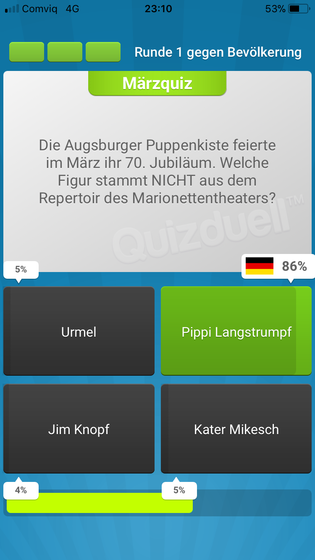 Comviq 4G 23:10 53%
Runde 1 gegen Bevölkerung
Märzquiz
Die Augsburger Puppenkiste feierte
im März ihr 70. Jubiläum. Welche
Figur stammt NICHT aus dem
Repertoir des Marionettentheaters?
Quizduell™
5%
86%
Urmel
Pippi Langstrumpf
Jim Knopf
Kater Mikesch
4%
5%